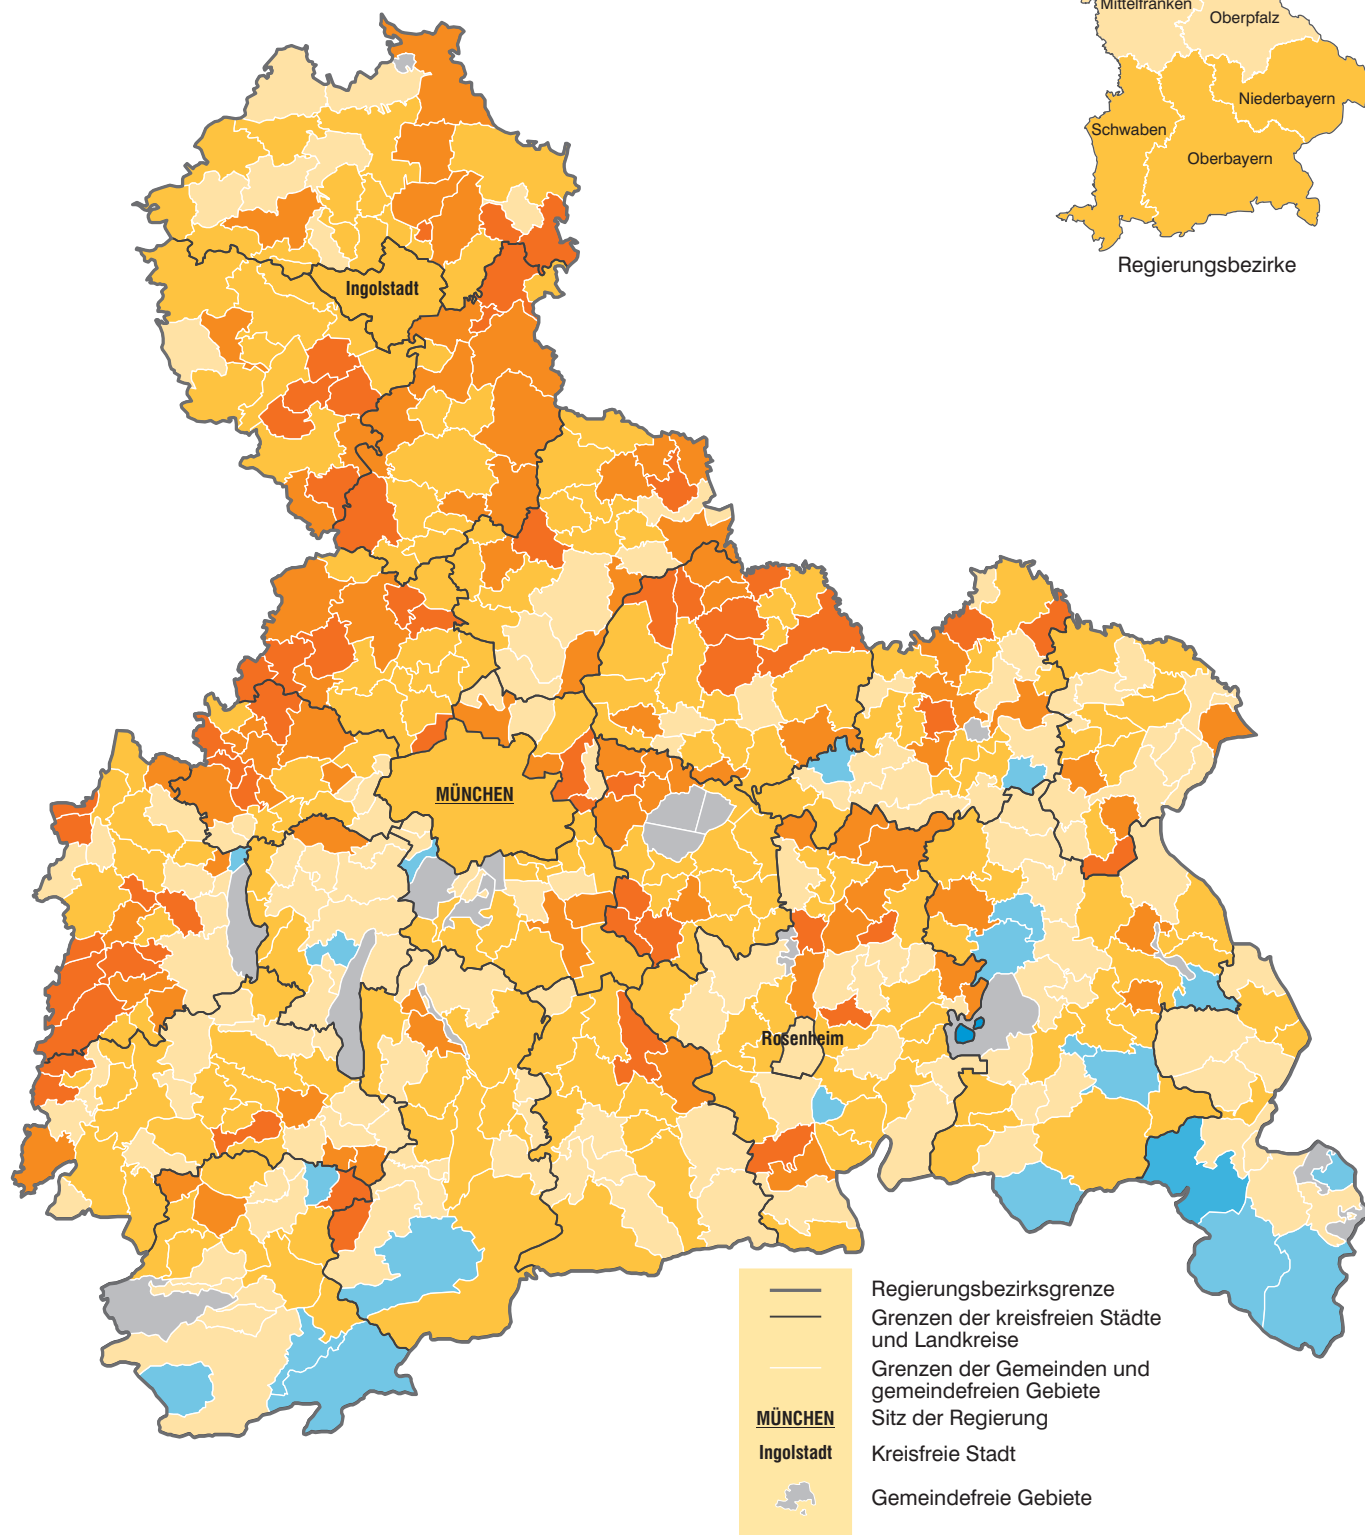 Mittelfranken
Oberpfalz
Niederbayern
Schwaben
Oberbayern
Regierungsbezirke
Ingolstadt
MÜNCHEN
Rosenheim
Regierungsbezirksgrenze
Grenzen der kreisfreien Städte
und Landkreise
Grenzen der Gemeinden und
gemeindefreien Gebiete
MÜNCHEN Sitz der Regierung
Ingolstadt Kreisfreie Stadt
Gemeindefreie Gebiete